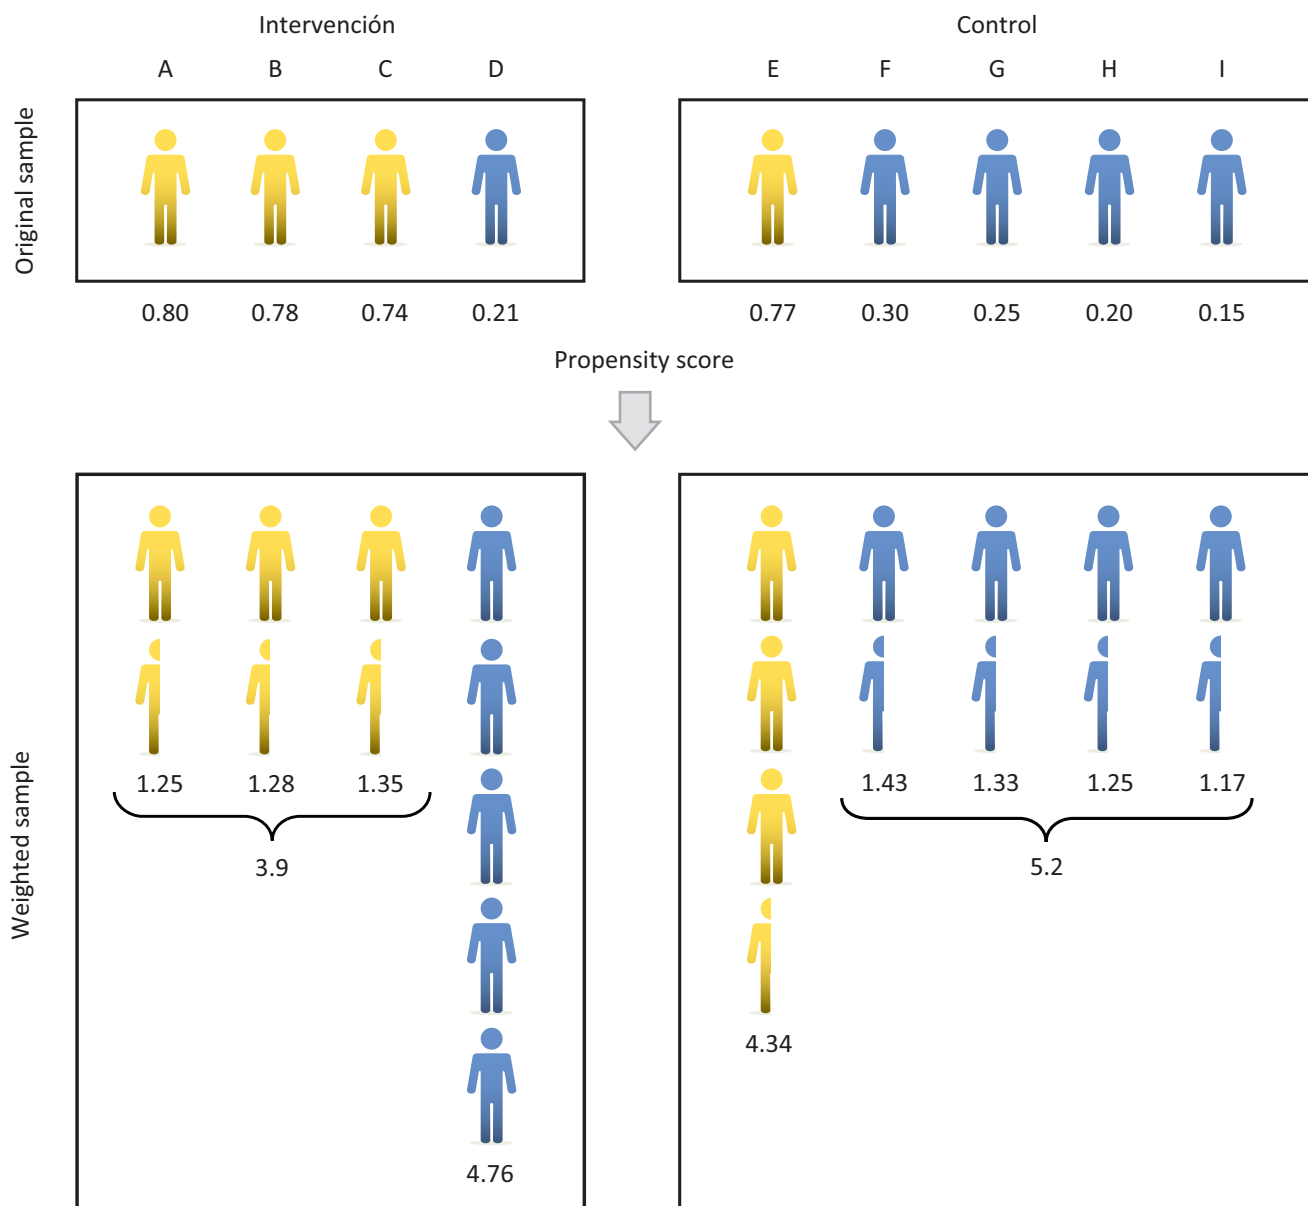 Intervención Control
A B C D E F G H I
Original sample
0.80 0.78 0.74 0.21 0.77 0.30 0.25 0.20 0.15
Propensity score
Weighted sample
1.25 1.28 1.35 1.43 1.33 1.25 1.17
3.9 5.2
4.34
4.76